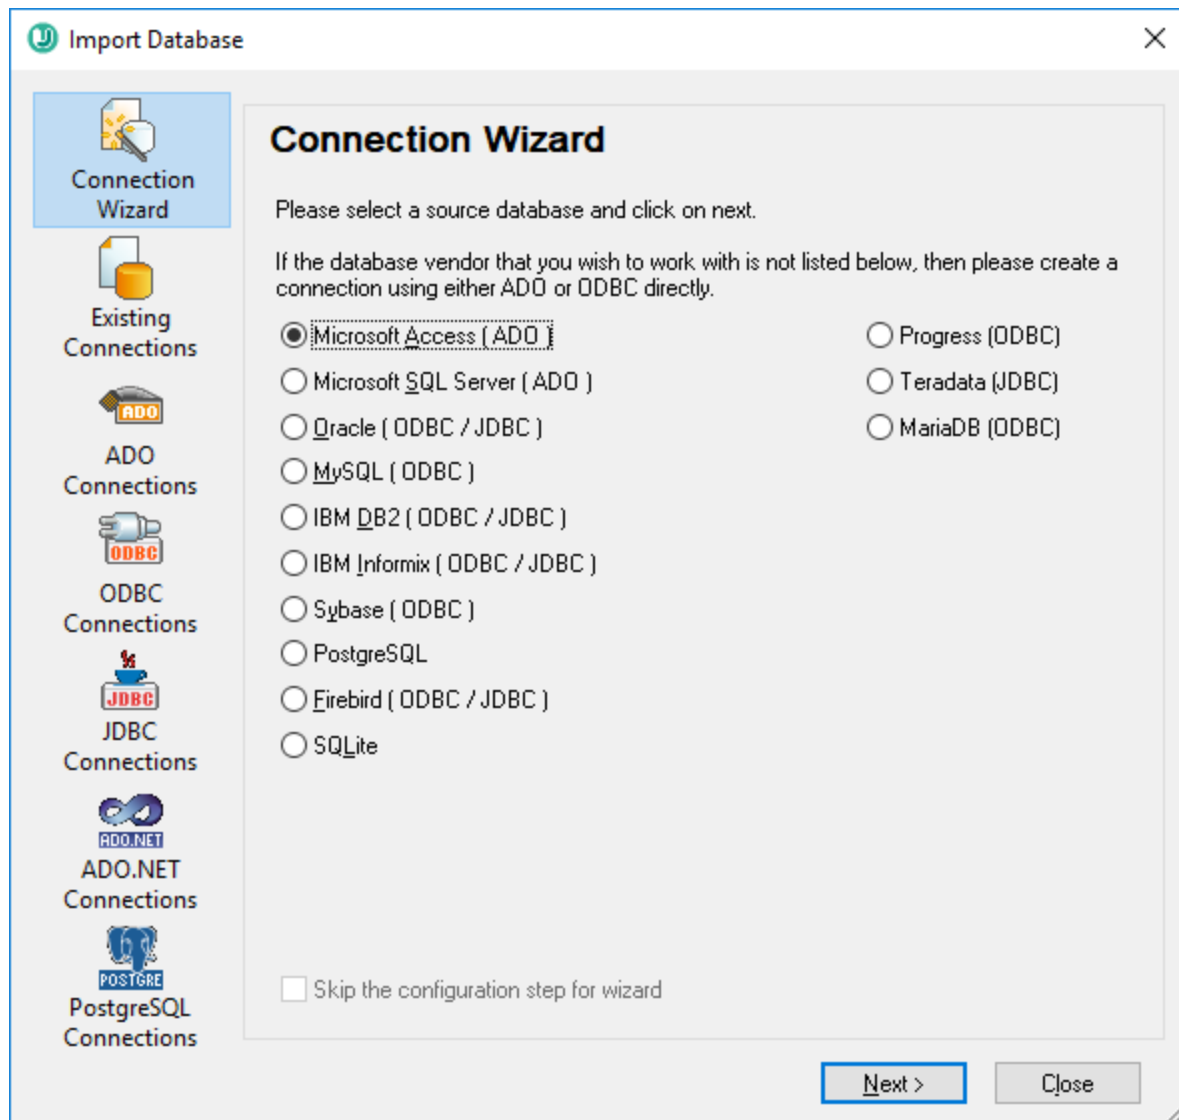 Import Database
Connection
Wizard
Existing
Connections
ADO
ADO
Connections
ODBC
ODBC
Connections
JDBC
JDBC
Connections
ADO.NET
ADO.NET
Connections
POSTGRE
PostgreSQL
Connections
Connection Wizard
Please select a source database and click on next.
If the database vendor that you wish to work with is not listed below, then please create a
connection using either ADO or ODBC directly.
Microsoft Access ( ADO )
Microsoft SQL Server ( ADO )
Oracle ( ODBC / JDBC )
MySQL ( ODBC )
IBM DB2 ( ODBC / JDBC )
IBM Informix ( ODBC / JDBC )
Sybase ( ODBC )
PostgreSQL
Firebird ( ODBC / JDBC )
SQLite
Progress (ODBC)
Teradata (JDBC)
MariaDB (ODBC)
Skip the configuration step for wizard
Next >
Close